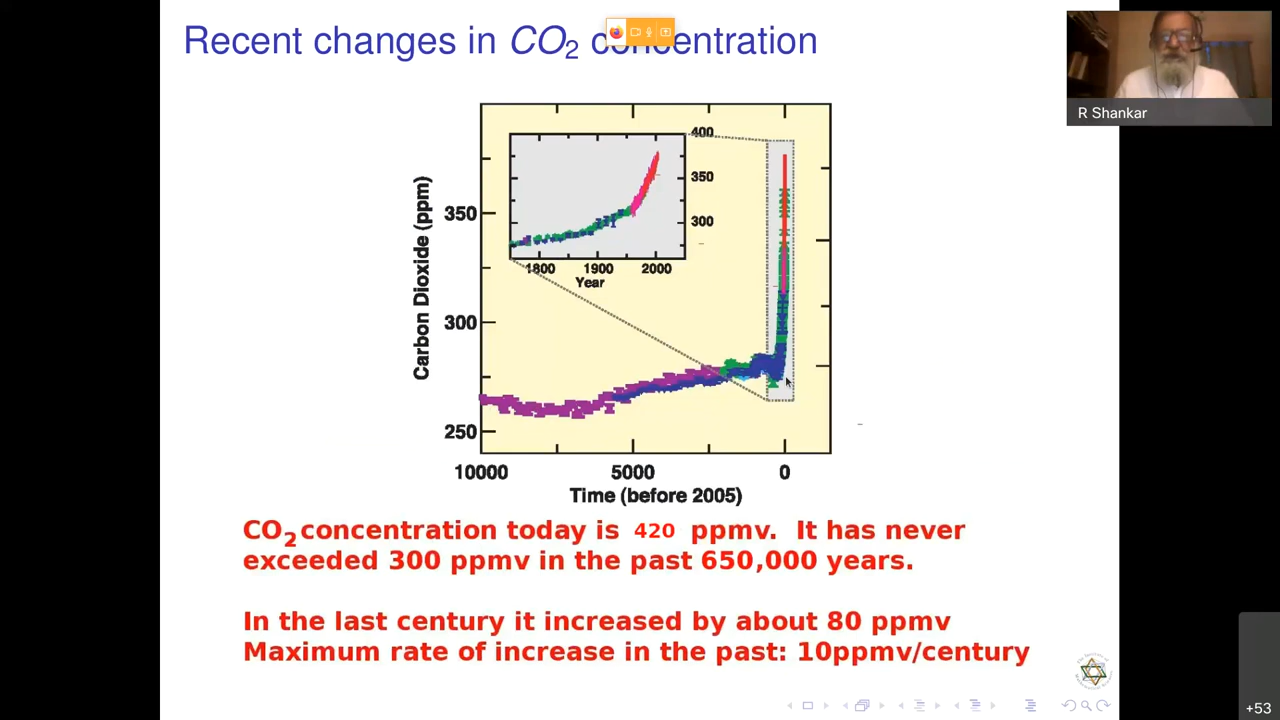 Recent changes in CO2 concentration
R Shankar
400
350
300
1800 1900 2000
Year
Carbon Dioxide (ppm)
350
300
250
10000 5000 0
Time (before 2005)
CO2 concentration today is 420 ppmv. It has never
exceeded 300 ppmv in the past 650,000 years.
In the last century it increased by about 80 ppmv
Maximum rate of increase in the past: 10ppmv/century
+53